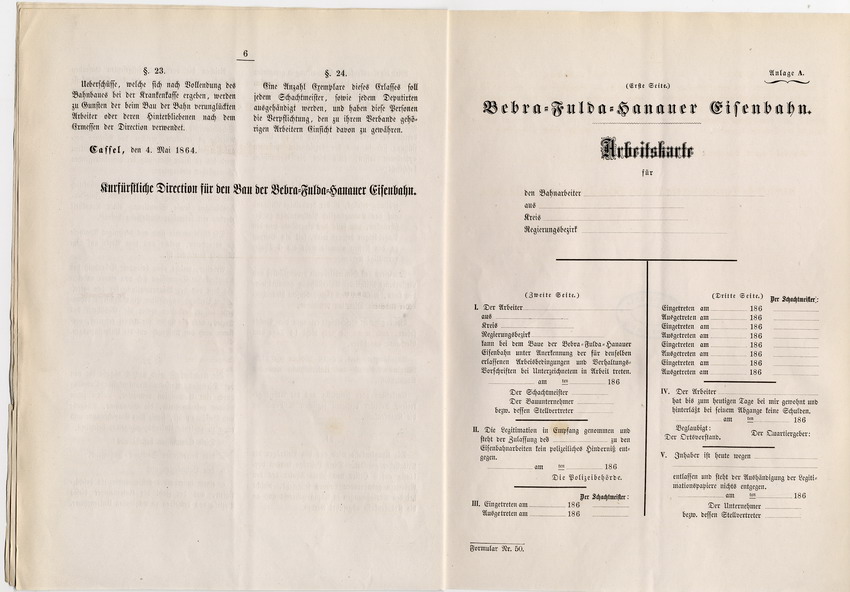 6
§. 23.
Ueberschüsse, welche sich nach Vollendung des
Bahnbaues bei der Krankenkasse ergeben, werden
zu Gunsten der beim Bau der Bahn verunglückten
Arbeiter oder deren Hinterbliebenen nach dem
Ermessen der Direction verwendet.
Cassel, den 4. Mai 1864.
§. 24.
Eine Anzahl Exemplare dieses Erlasses soll
jedem Schachtmeister, sowie jedem Deputirten
ausgehändigt werden, und haben diese Personen
die Verpflichtung, den zu ihrem Verbande gehö-
rigen Arbeitern Einsicht davon zu gewähren.
Kurfürstliche Direction für den Bau der Bebra-Fulda-Hanauer Eisenbahn.
Anlage A.
(Erste Seite.)
Bebra-Fulda-Hanauer Eisenbahn.
Arbeitskarte
für
den Bahnarbeiter
aus
Kreis
Regierungsbezirk
(Zweite Seite.)
I. Der Arbeiter
aus
Kreis
Regierungsbezirk
kann bei dem Baue der Bebra-Fulda-Hanauer
Eisenbahn unter Anerkennung der für denselben
erlassenen Arbeitsbedingungen und Verhaltungs-
Vorschriften bei Unterzeichnetem in Arbeit treten.
am ten 186
Der Schachtmeister
Der Bauunternehmer
bezw. dessen Stellvertreter
II. Die Legitimation in Empfang genommen und
steht der Zulassung des zu den
Eisenbahnarbeiten kein polizeiliches Hinderniß ent-
gegen.
am ten 186
Die Polizeibehörde.
Der Schachtmeister:
III. Eingetreten am 186
Ausgetreten am 186
Formular Nr. 50.
(Dritte Seite.) Der Schachtmeister:
Eingetreten am 186
Ausgetreten am 186
Eingetreten am 186
Ausgetreten am 186
Eingetreten am 186
Ausgetreten am 186
Eingetreten am 186
Ausgetreten am 186
IV. Der Arbeiter
hat bis zum heutigen Tage bei mir gewohnt und
hinterläßt bei seinem Abgange keine Schulden.
am ten 186
Beglaubigt: Der Quartiergeber:
Der Ortsvorstand.
V. Inhaber ist heute wegen
entlassen und steht der Aushändigung der Legiti-
mationspapiere nichts entgegen.
am ten 186
Der Unternehmer
bezw. dessen Stellvertreter